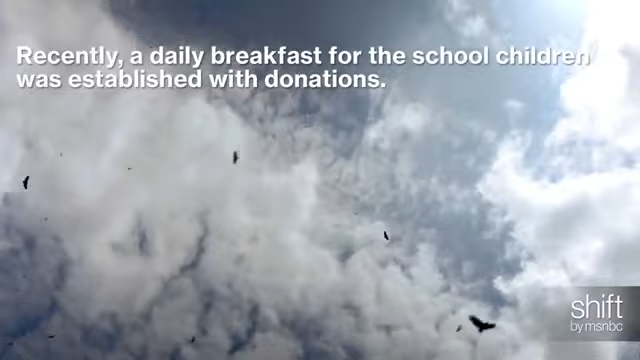 Recently, a daily breakfast for the school children
was established with donations.
shift
by msnbc